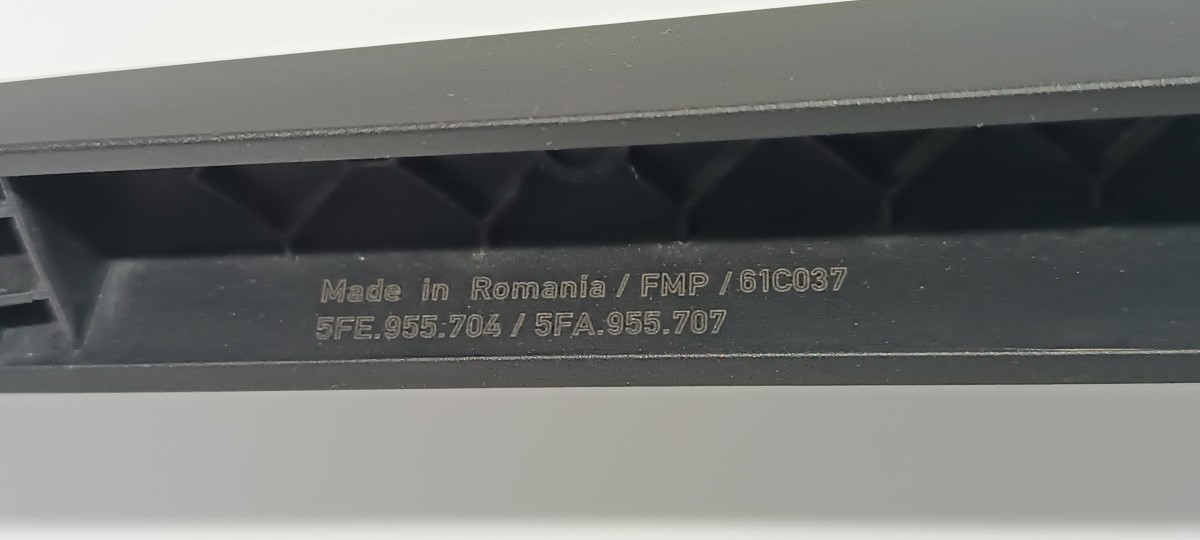 Made in Romania / FMP / 61C037
5FE.955.704 / 5FA.955.707